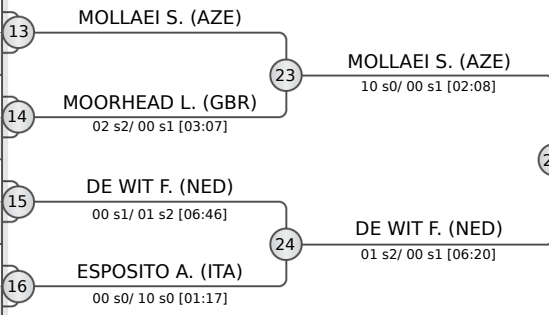 MOLLAEI S. (AZE)
13
MOLLAEI S. (AZE)
23
10 s0/ 00 s1 [02:08]
MOORHEAD L. (GBR)
14
02 s2/ 00 s1 [03:07]
DE WIT F. (NED)
15
00 s1/ 01 s2 [06:46]
DE WIT F. (NED)
24
01 s2/ 00 s1 [06:20]
ESPOSITO A. (ITA)
16
00 s0/ 10 s0 [01:17]